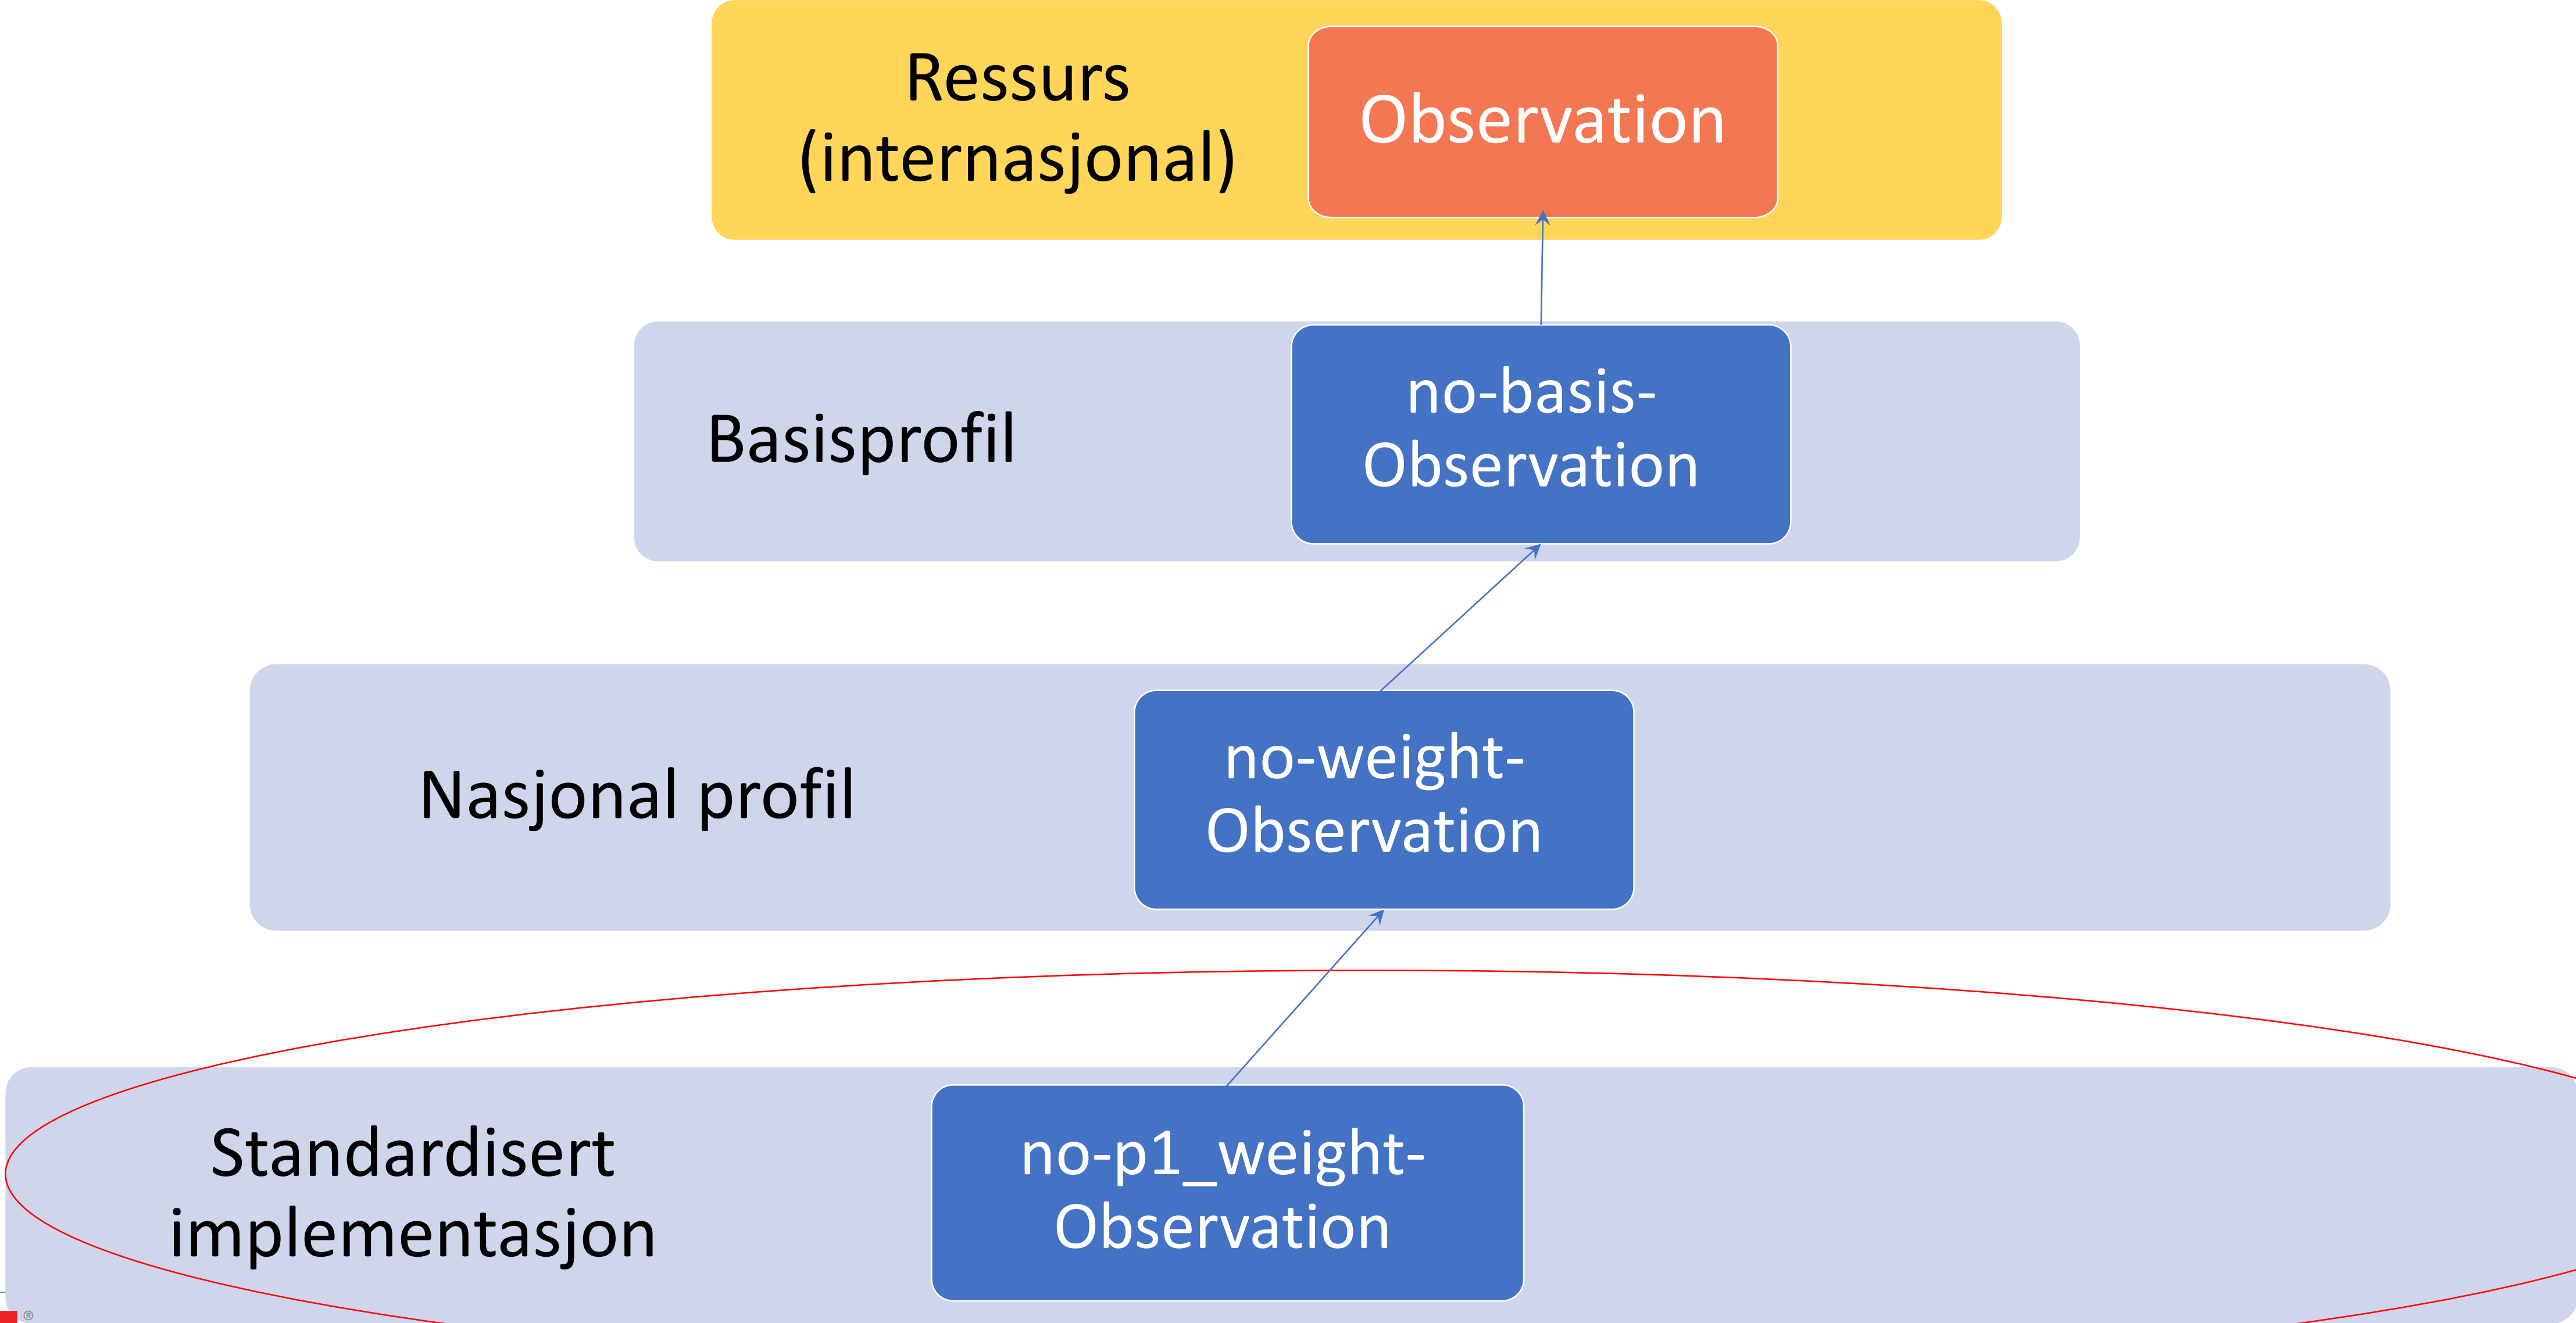 Ressurs
(internasjonal)
Observation
Basisprofil
no-basis-
Observation
Nasjonal profil
no-weight-
Observation
Standardisert
implementasjon
no-p1_weight-
Observation
®